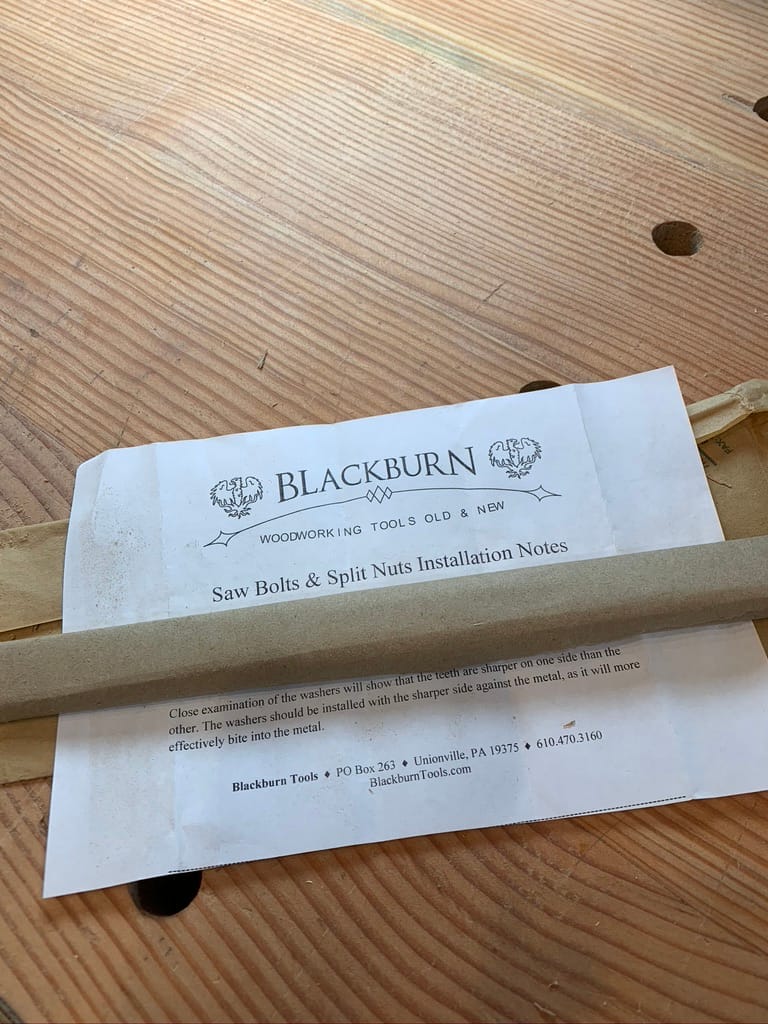 BLACKBURN
WOODWORKING TOOLS OLD & NEW
Saw Bolts & Split Nuts Installation Notes
Close examination of the washers will show that the teeth are sharper on one side than the
other. The washers should be installed with the sharper side against the metal, as it will more
effectively bite into the metal.
Blackburn Tools ♦ PO Box 263 ♦ Unionville, PA 19375 ♦ 610.470.3160
BlackburnTools.com